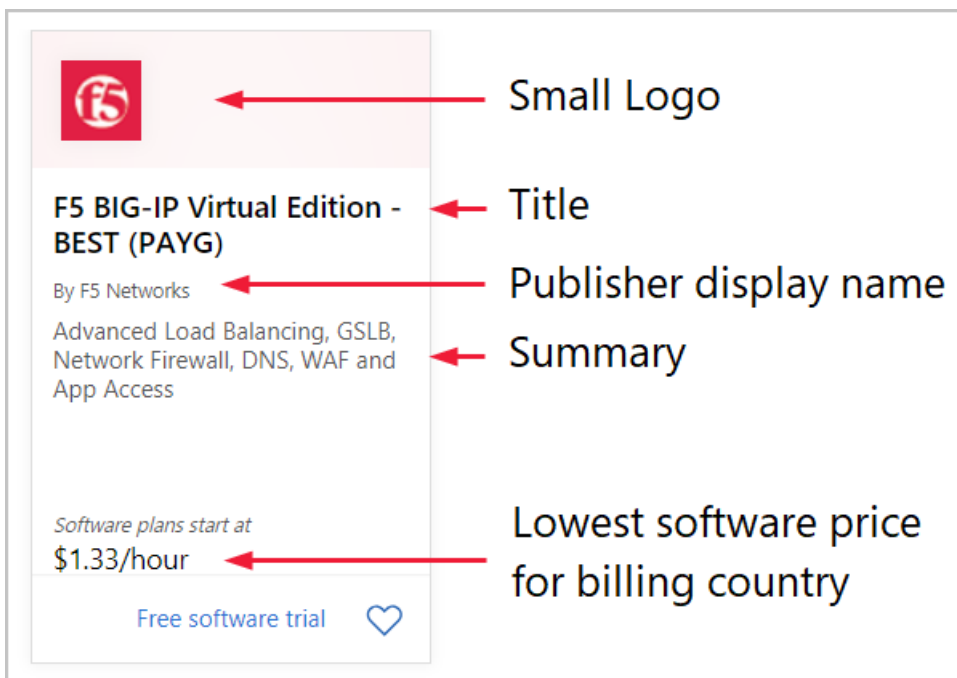 f5
Small Logo
F5 BIG-IP Virtual Edition -
BEST (PAYG)
Title
By F5 Networks
Publisher display name
Advanced Load Balancing, GSLB,
Network Firewall, DNS, WAF and
App Access
Summary
Software plans start at
$1.33/hour
Lowest software price
for billing country
Free software trial